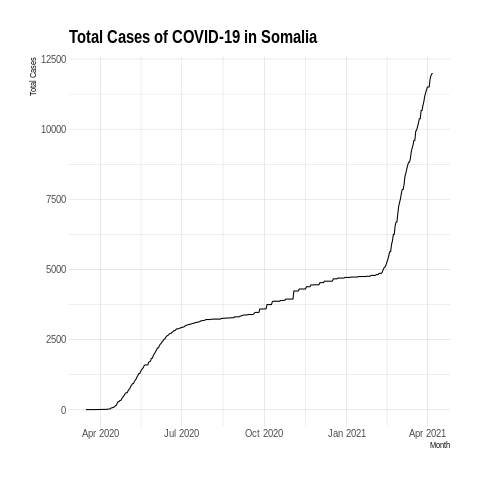 Total Cases of COVID-19 in Somalia
Total Cases
12500
10000
7500
5000
2500
0
Apr 2020 Jul 2020 Oct 2020 Jan 2021 Apr 2021
Month